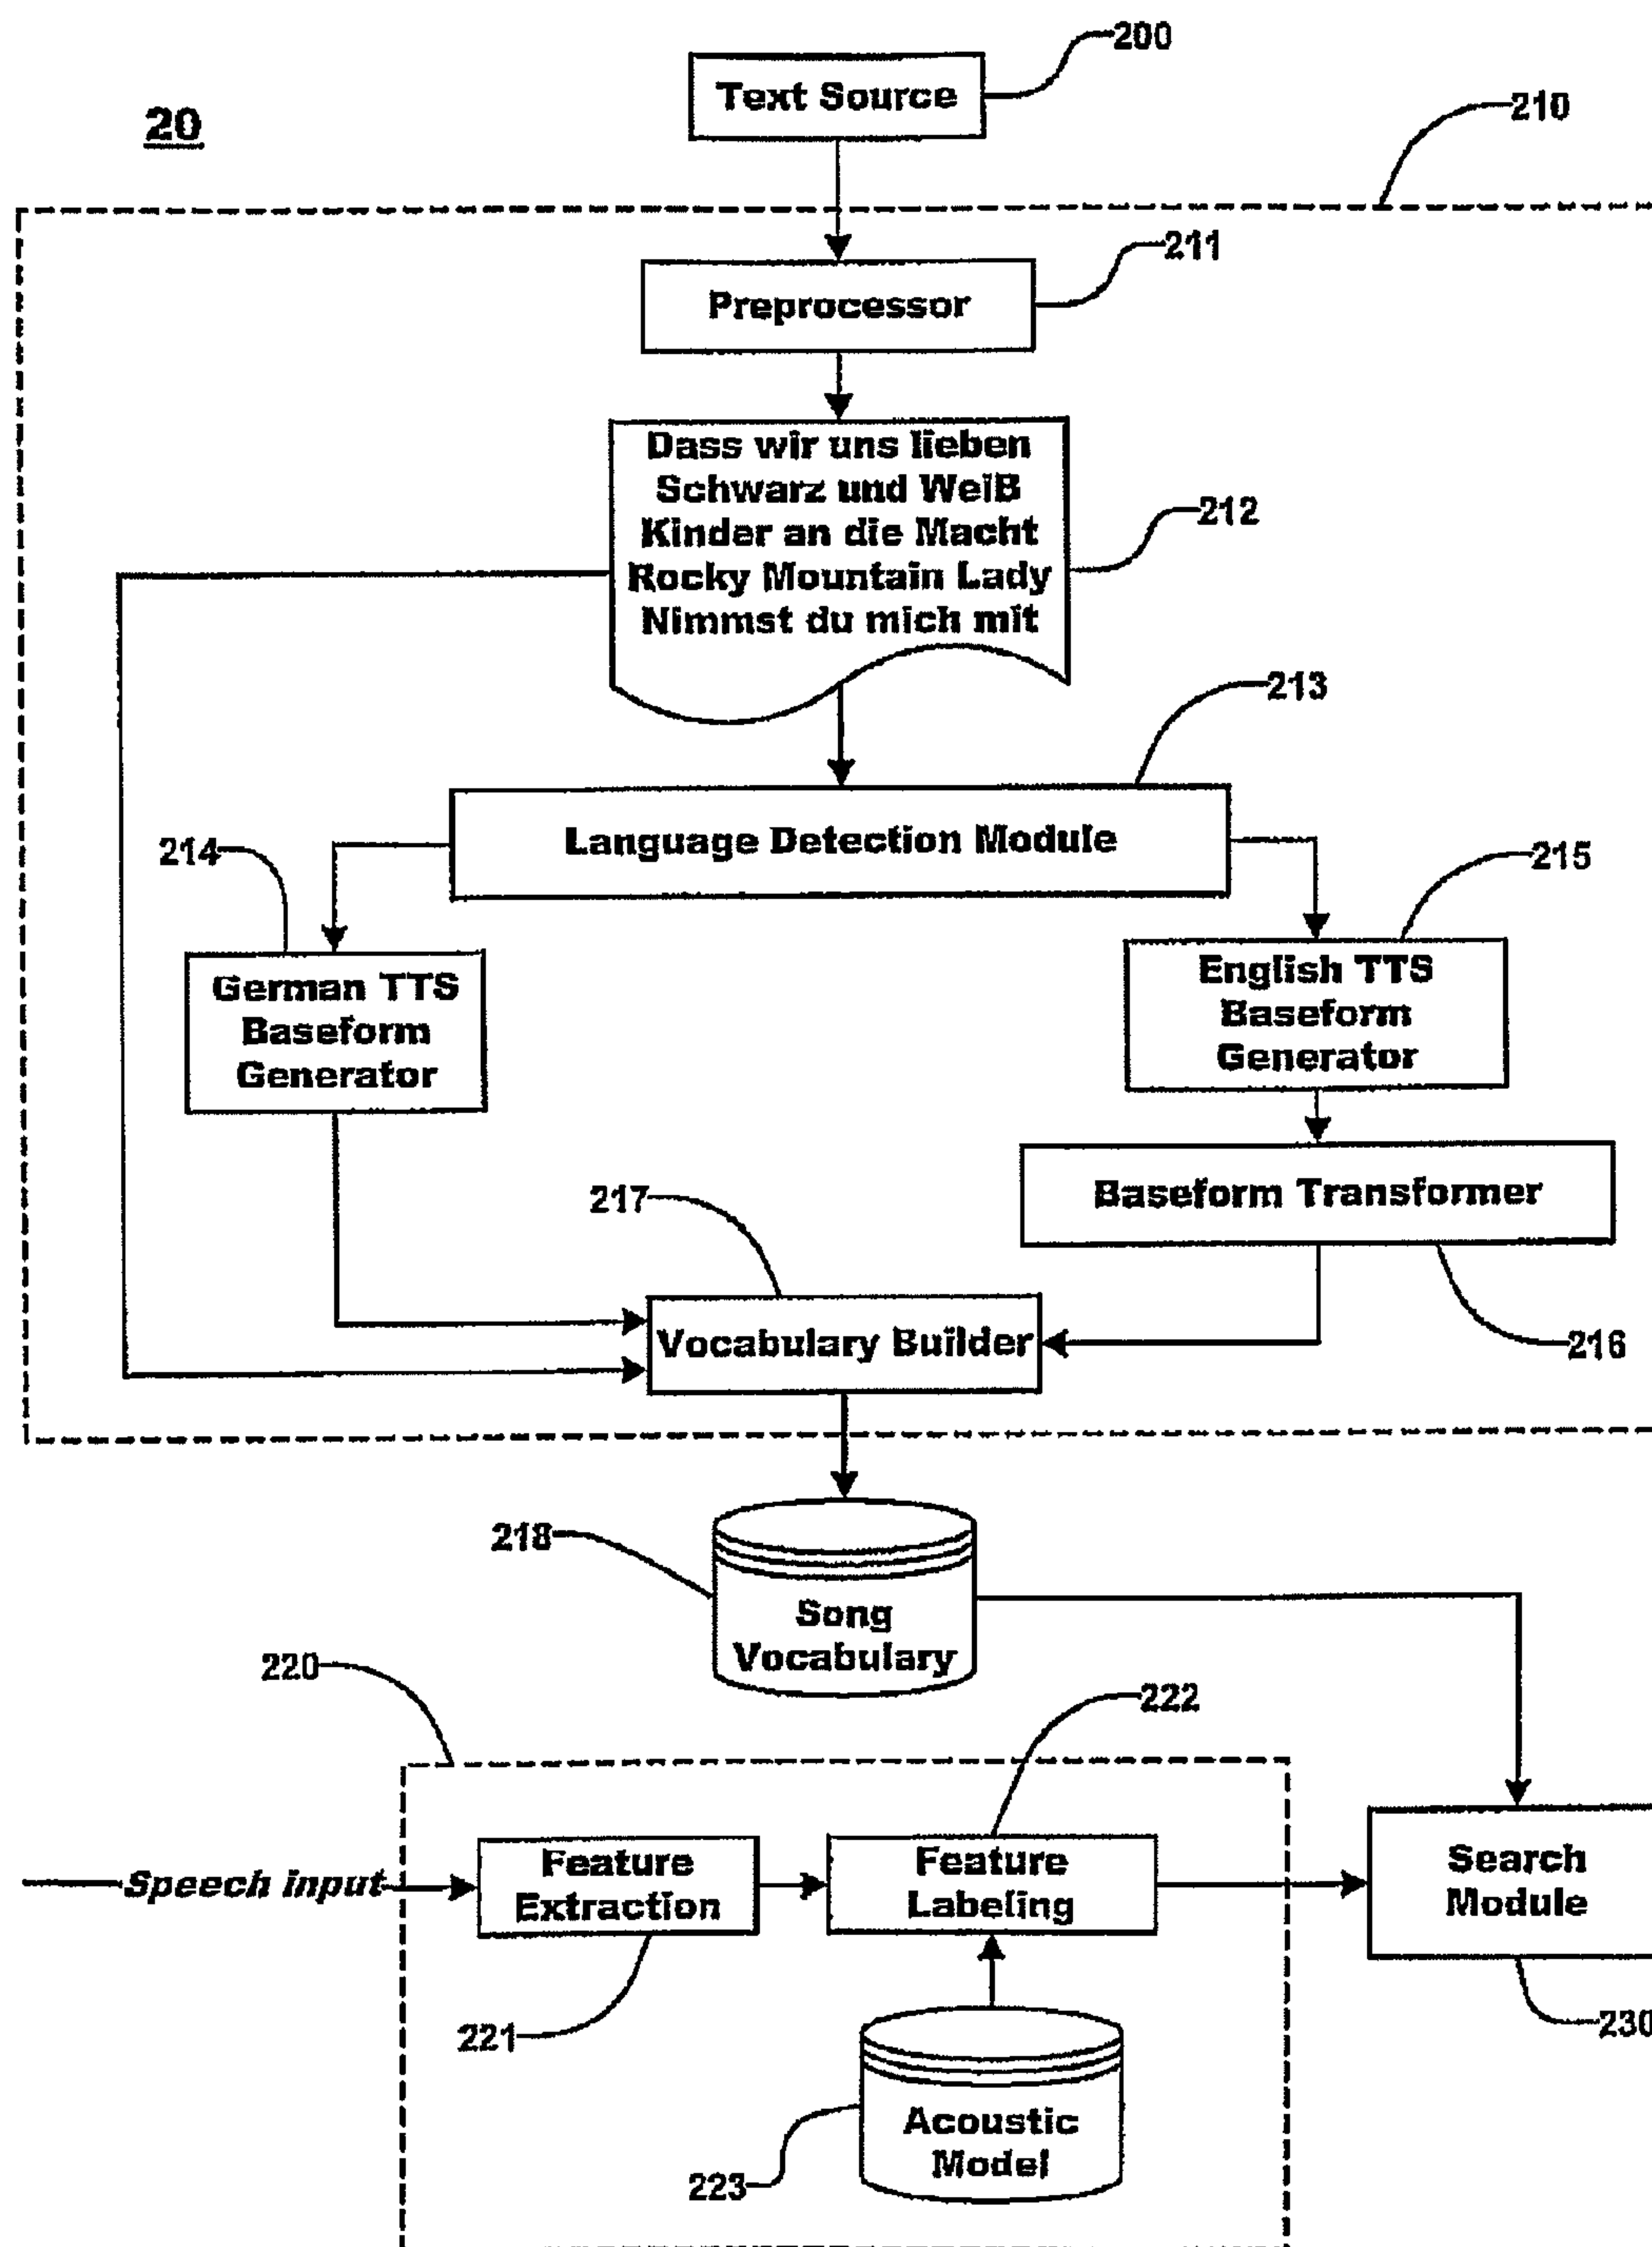 200
Text Source
20
210
211
Preprocessor
Dass wir uns lieben
Schwarz und WeiB
Kinder an die Macht
Rocky Mountain Lady
Nimmst du mich mit
212
213
Language Detection Module
214
215
German TTS
Baseform
Generator
English TTS
Baseform
Generator
Baseform Transformer
217
Vocabulary Builder
216
218
Song
Vocabulary
220
222
Speech input
Feature
Extraction
Feature
Labeling
Search
Module
221
230
Acoustic
Model
223